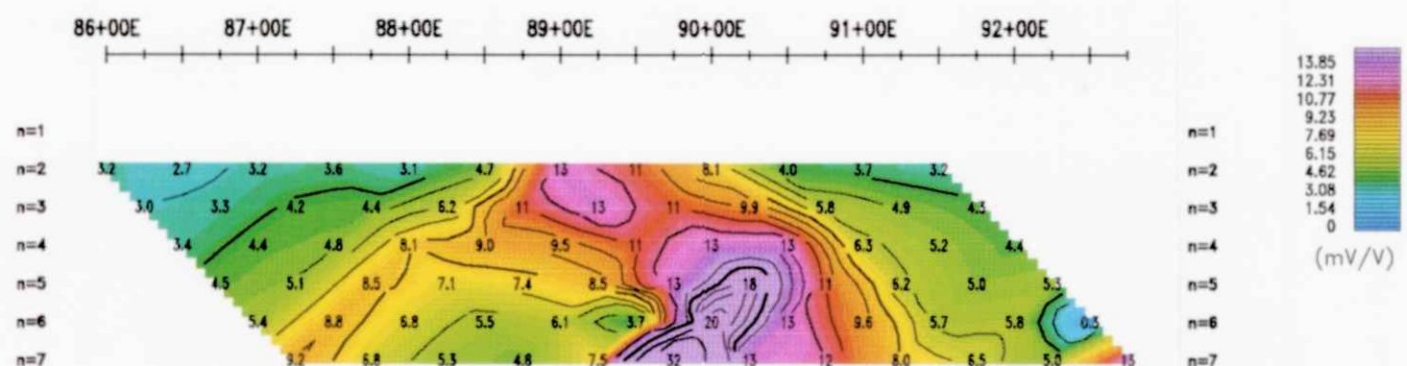 86+00E 87+00E 88+00E 89+00E 90+00E 91+00E 92+00E
13.85
12.31
10.77
9.23
7.69
6.15
4.62
3.08
1.54
0
(mV/V)
n=1 n=1
n=2 3.2 2.7 3.2 3.6 3.1 4.7 13 11 8.1 4.0 3.7 3.2 n=2
n=3 3.0 3.3 4.2 4.4 6.2 11 13 11 9.9 5.8 4.9 4.3 n=3
n=4 3.4 4.4 4.8 8.1 9.0 9.5 11 13 13 6.3 5.2 4.4 n=4
n=5 4.5 5.1 8.5 7.1 7.4 8.5 13 18 11 6.2 5.0 5.3 n=5
n=6 5.4 8.8 6.8 5.5 6.1 3.7 20 13 9.6 5.7 5.8 n=6
n=7 9.2 6.8 5.3 4.8 7.5 32 13 12 8.0 6.5 5.0 n=7